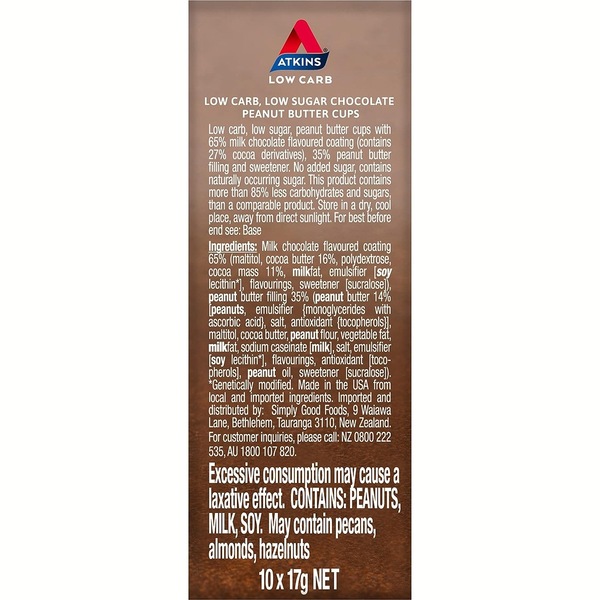 ATKINS
LOW CARB
LOW CARB, LOW SUGAR CHOCOLATE
PEANUT BUTTER CUPS
Low carb, low sugar, peanut butter cups with
65% milk chocolate flavoured coating (contains
27% cocoa derivatives), 35% peanut butter
filling and sweetener. No added sugar, contains
naturally occurring sugar. This product contains
more than 85% less carbohydrates and sugars,
than a comparable product. Store in a dry, cool
place, away from direct sunlight. For best before
end see: Base
Ingredients: Milk chocolate flavoured coating
65% (maltitol, cocoa butter 16%, polydextrose,
cocoa mass 11%, milkfat, emulsifier [soy
lecithin*], flavourings, sweetener [sucralose]),
peanut butter filling 35% (peanut butter 14%
[peanuts, emulsifier {monoglycerides with
ascorbic acid}, salt, antioxidant {tocopherols}],
maltitol, cocoa butter, peanut flour, vegetable fat,
milkfat, sodium caseinate [milk], salt, emulsifier
[soy lecithin*], flavourings, antioxidant [toco-
pherols], peanut oil, sweetener [sucralose]).
*Genetically modified. Made in the USA from
local and imported ingredients. Imported and
distributed by: Simply Good Foods, 9 Waiawa
Lane, Bethlehem, Tauranga 3110, New Zealand.
For customer inquiries, please call: NZ 0800 222
535, AU 1800 107 820.
Excessive consumption may cause a
laxative effect. CONTAINS: PEANUTS,
MILK, SOY. May contain pecans,
almonds, hazelnuts
10 x 17g NET